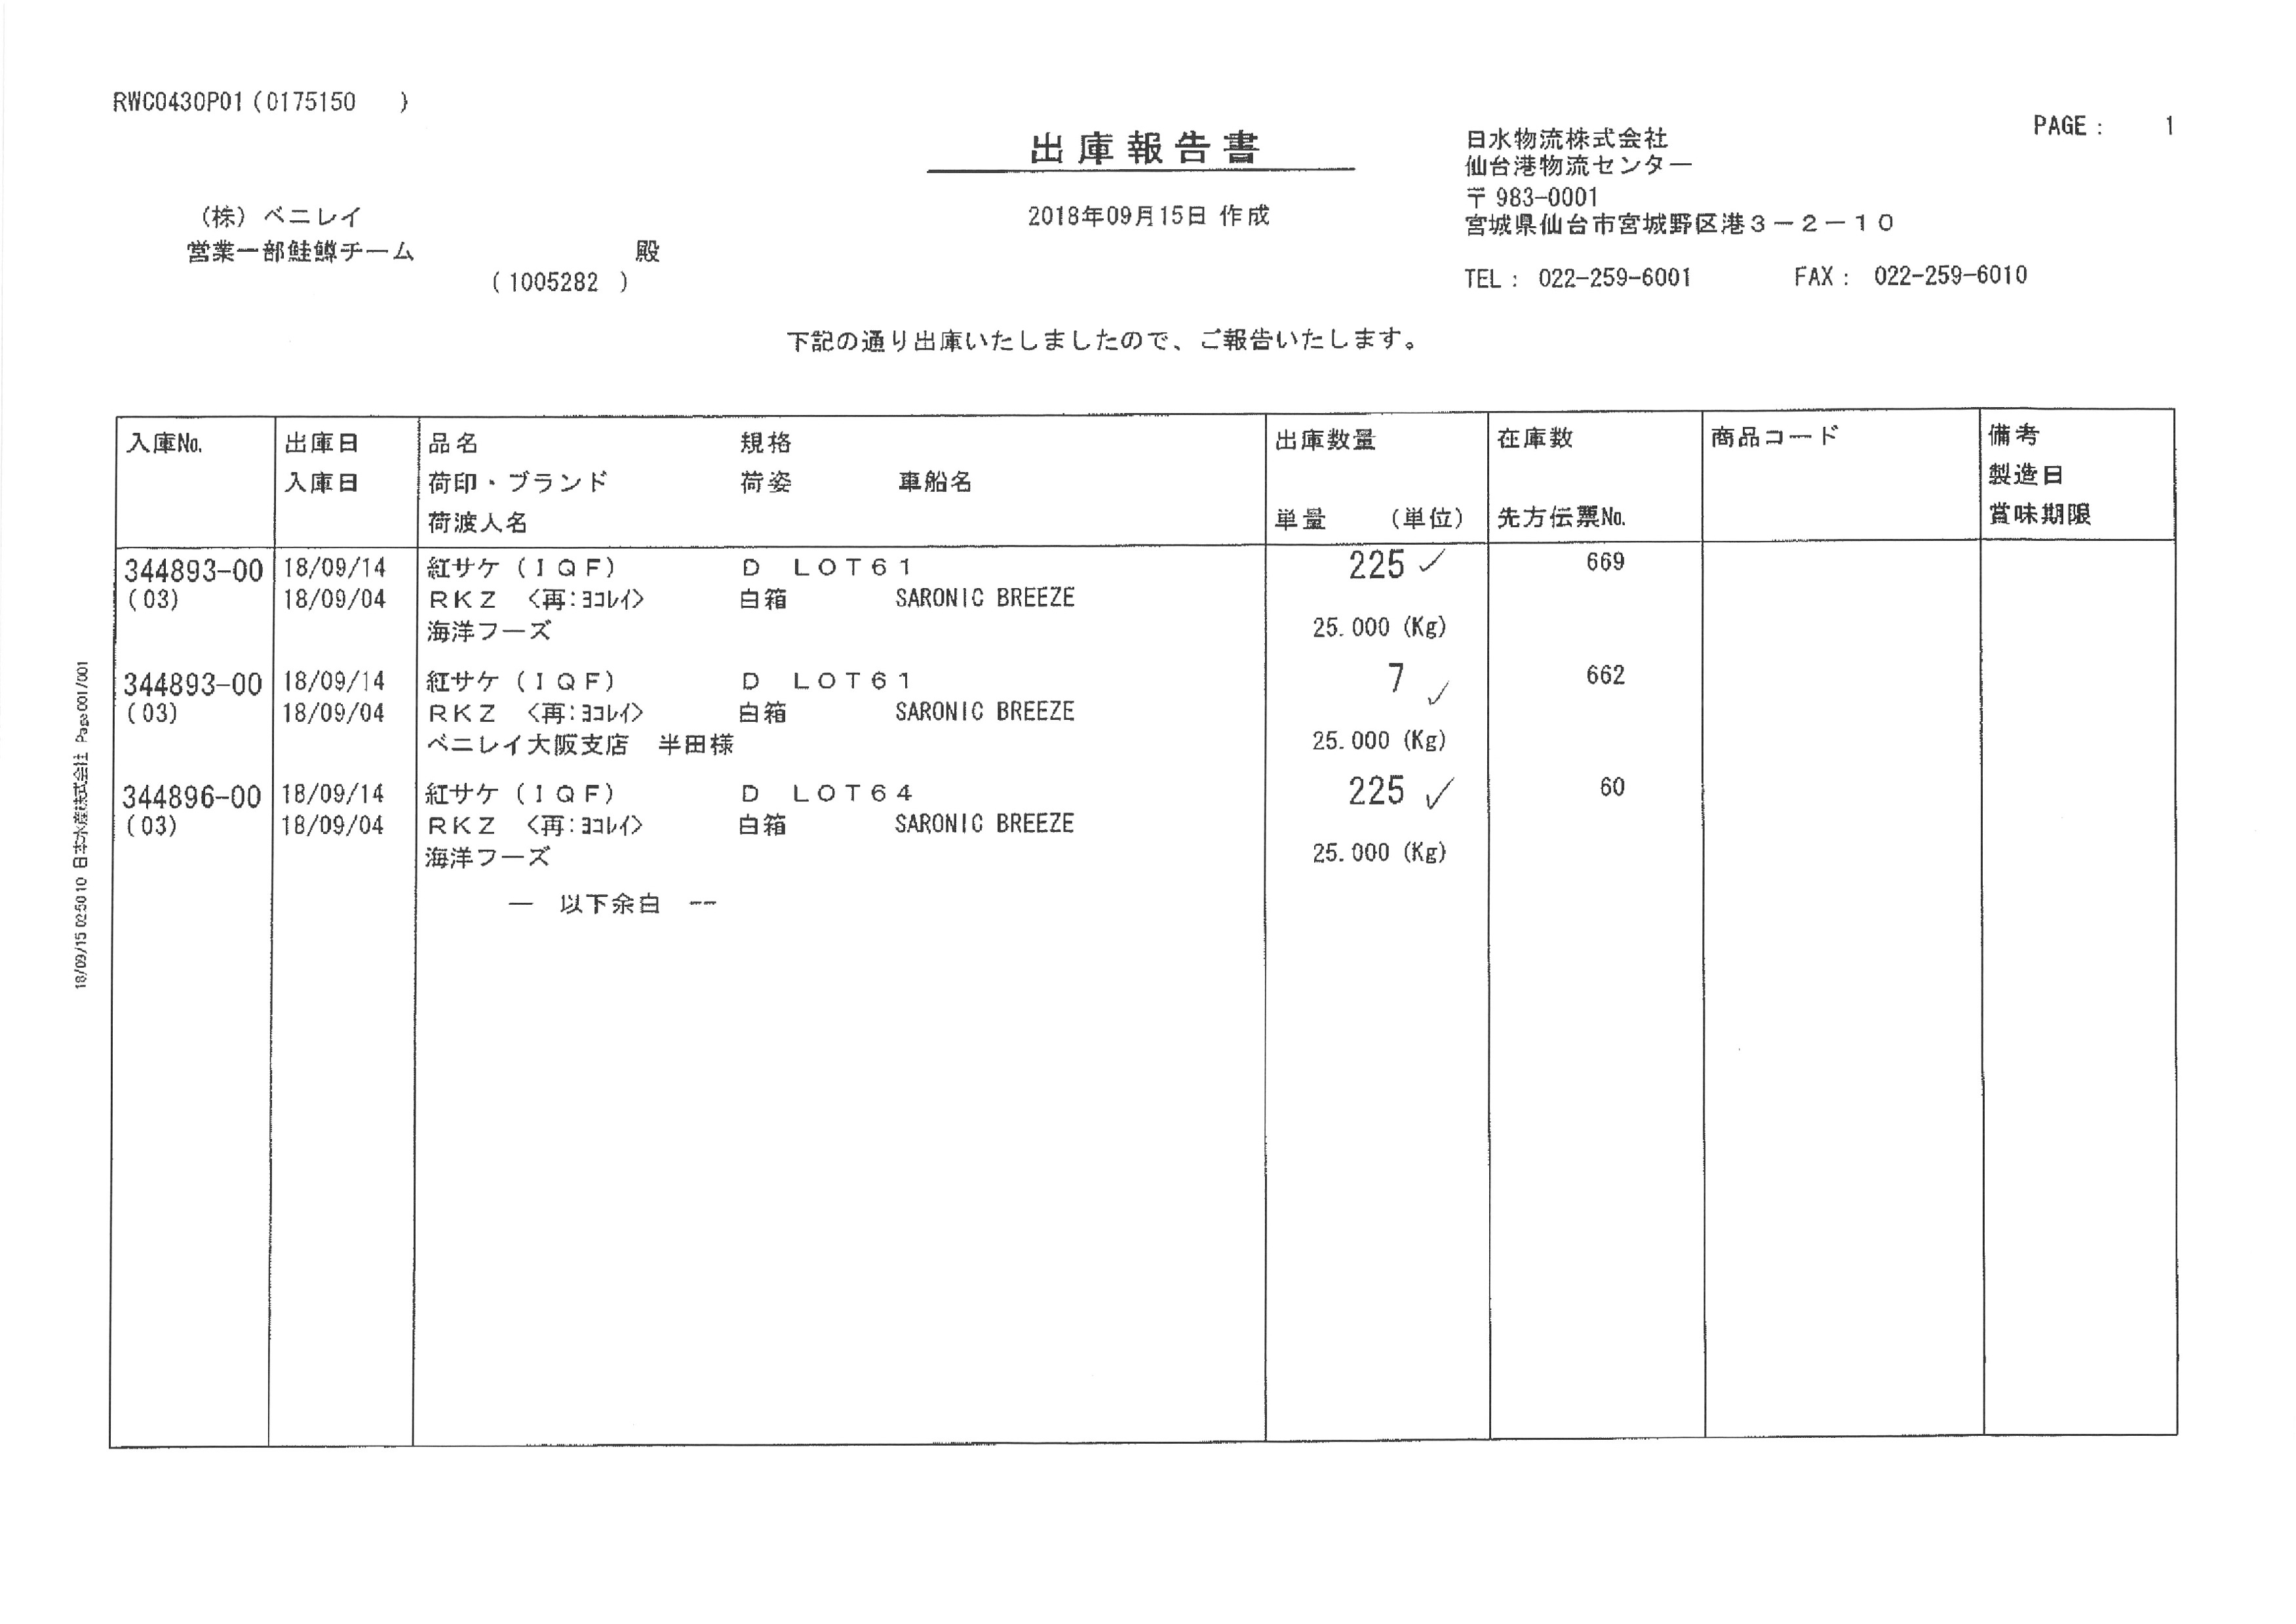 RWC0430P01 (0175150    )
PAGE :    1
出庫報告書
日水物流株式会社
仙台港物流センター
〒 983-0001
宮城県仙台市宮城野区港３－２－１０
TEL : 022-259-6001    FAX : 022-259-6010
（株）ベニレイ
営業一部鮭鱒チーム    殿
( 1005282  )
2018年09月15日 作成
下記の通り出庫いたしましたので、ご報告いたします。
入庫No.    出庫日    品名    規格    出庫数量    在庫数    商品コード    備考
入庫日    荷印・ブランド    荷姿    車船名    製造日
荷渡人名    単量    （単位）    先方伝票No.    賞味期限
344893-00    18/09/14    紅サケ（ＩＱＦ）    Ｄ　ＬＯＴ６１    225 ✓    669
(03)    18/09/04    ＲＫＺ　<再:ﾖｺﾚｲ>    白箱    SARONIC BREEZE
海洋フーズ    25.000 (Kg)
344893-00    18/09/14    紅サケ（ＩＱＦ）    Ｄ　ＬＯＴ６１    7 ✓    662
(03)    18/09/04    ＲＫＺ　<再:ﾖｺﾚｲ>    白箱    SARONIC BREEZE
ベニレイ大阪支店　半田様    25.000 (Kg)
344896-00    18/09/14    紅サケ（ＩＱＦ）    Ｄ　ＬＯＴ６４    225 ✓    60
(03)    18/09/04    ＲＫＺ　<再:ﾖｺﾚｲ>    白箱    SARONIC BREEZE
海洋フーズ    25.000 (Kg)
―　以下余白　--
18/09/15 02:50:10 日本水産株式会社 Page 001/001